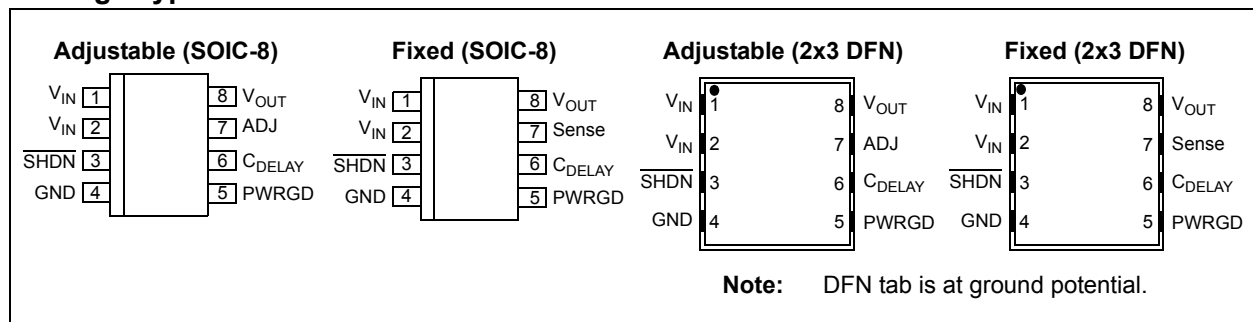 Adjustable (SOIC-8)
VIN 1
VIN 2
SHDN 3
GND 4
8 VOUT
7 ADJ
6 CDELAY
5 PWRGD
Fixed (SOIC-8)
VIN 1
VIN 2
SHDN 3
GND 4
8 VOUT
7 Sense
6 CDELAY
5 PWRGD
Adjustable (2x3 DFN)
VIN 1
VIN 2
SHDN 3
GND 4
8 VOUT
7 ADJ
6 CDELAY
5 PWRGD
Fixed (2x3 DFN)
VIN 1
VIN 2
SHDN 3
GND 4
8 VOUT
7 Sense
6 CDELAY
5 PWRGD
Note: DFN tab is at ground potential.